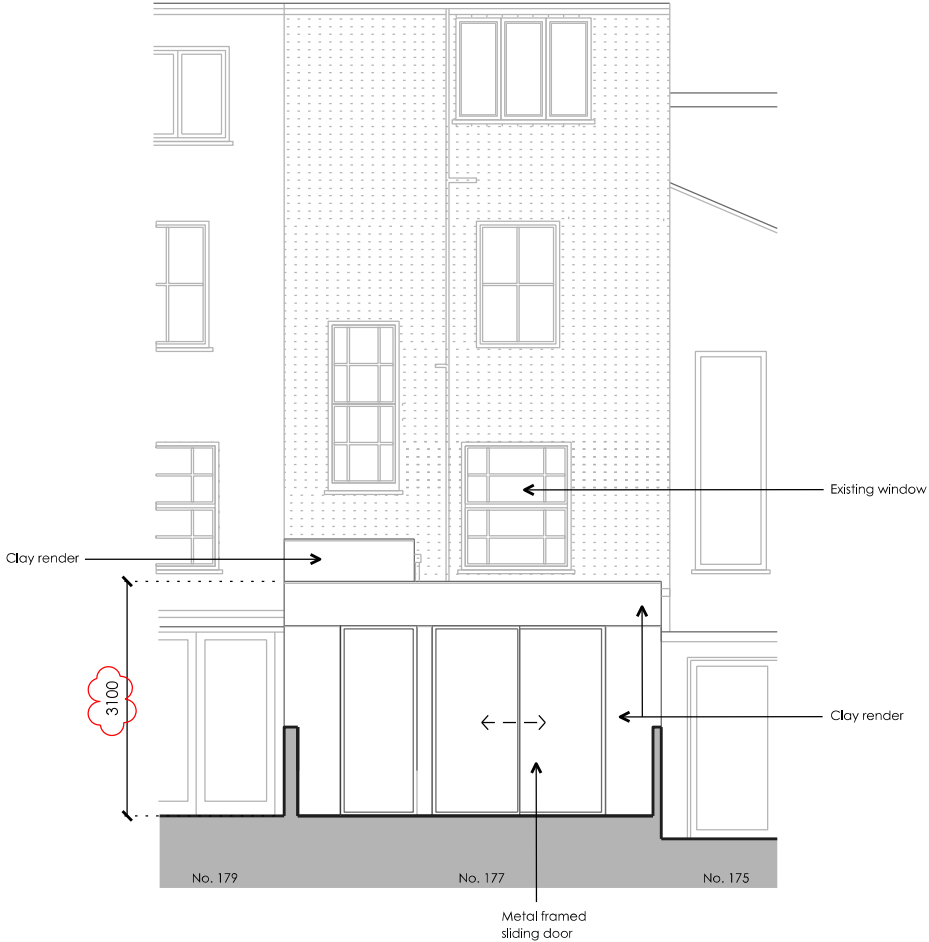 Existing window
Clay render
3100
Clay render
No. 179
No. 177
No. 175
Metal framed
sliding door